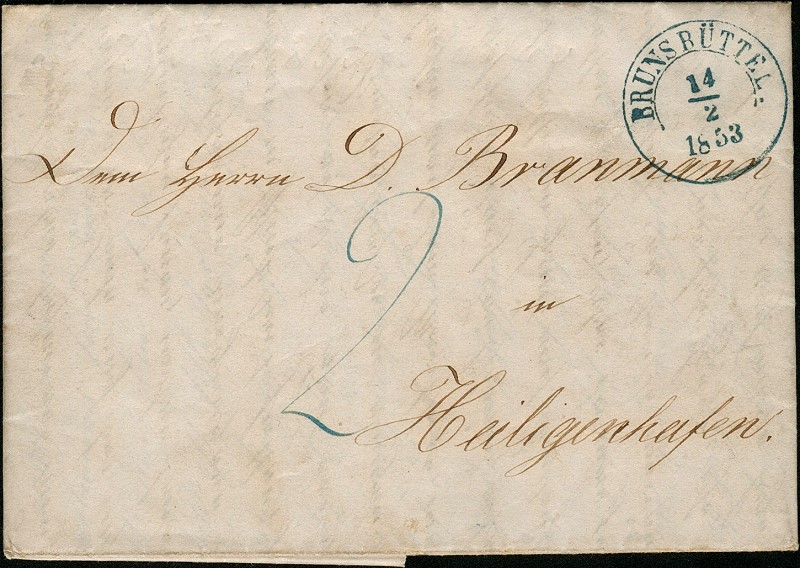 BRUNSBÜTTEL.
14
2
1853
Dem Herrn D. Branmann
2
in
Heiligenhafen.